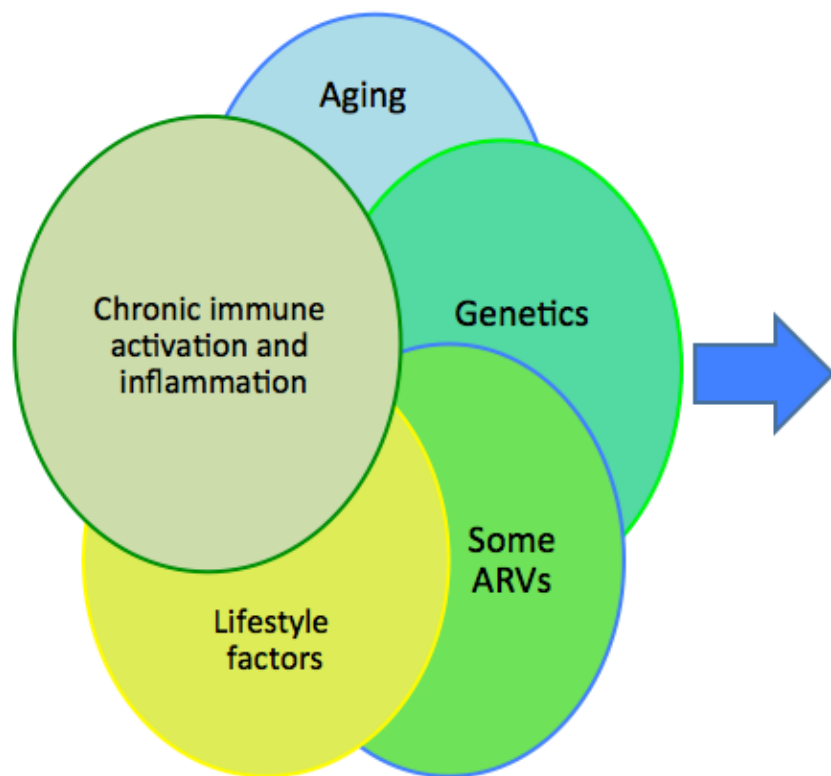 Aging
Genetics
Chronic immune
activation and
inflammation
Some
ARVs
Lifestyle
factors